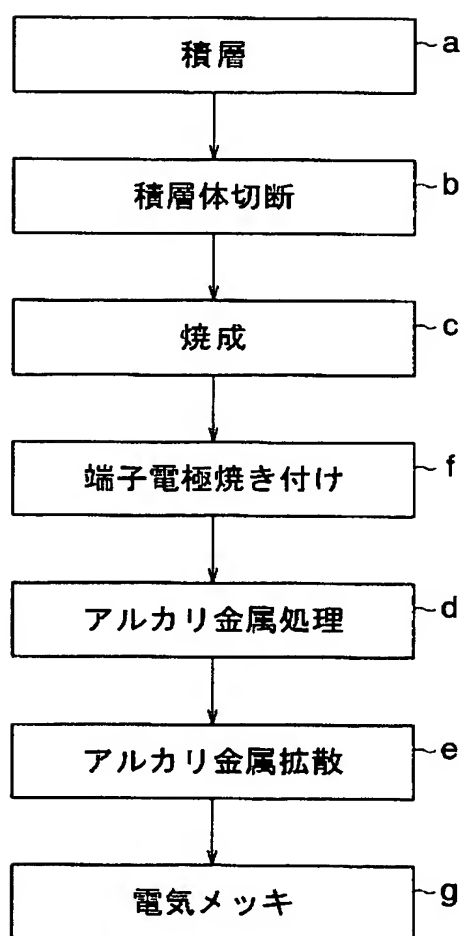 積層 a
積層体切断 b
焼成 c
端子電極焼き付け f
アルカリ金属処理 d
アルカリ金属拡散 e
電気メッキ g